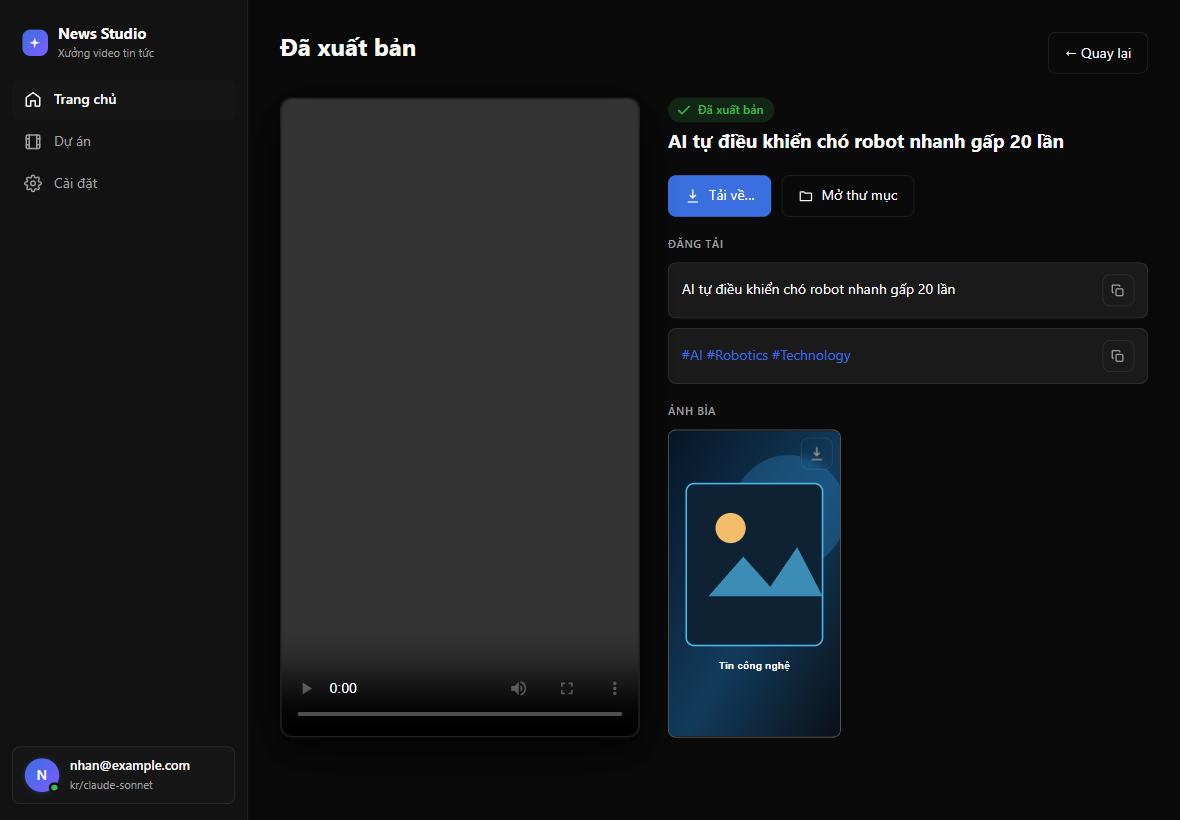 News Studio
Xưởng video tin tức
Trang chủ
Dự án
Cài đặt
nhan@example.com
kr/claude-sonnet
N
Đã xuất bản
← Quay lại
0:00
Đã xuất bản
AI tự điều khiển chó robot nhanh gấp 20 lần
Tải về...
Mở thư mục
ĐĂNG TẢI
AI tự điều khiển chó robot nhanh gấp 20 lần
#AI #Robotics #Technology
ẢNH BÌA
Tin công nghệ